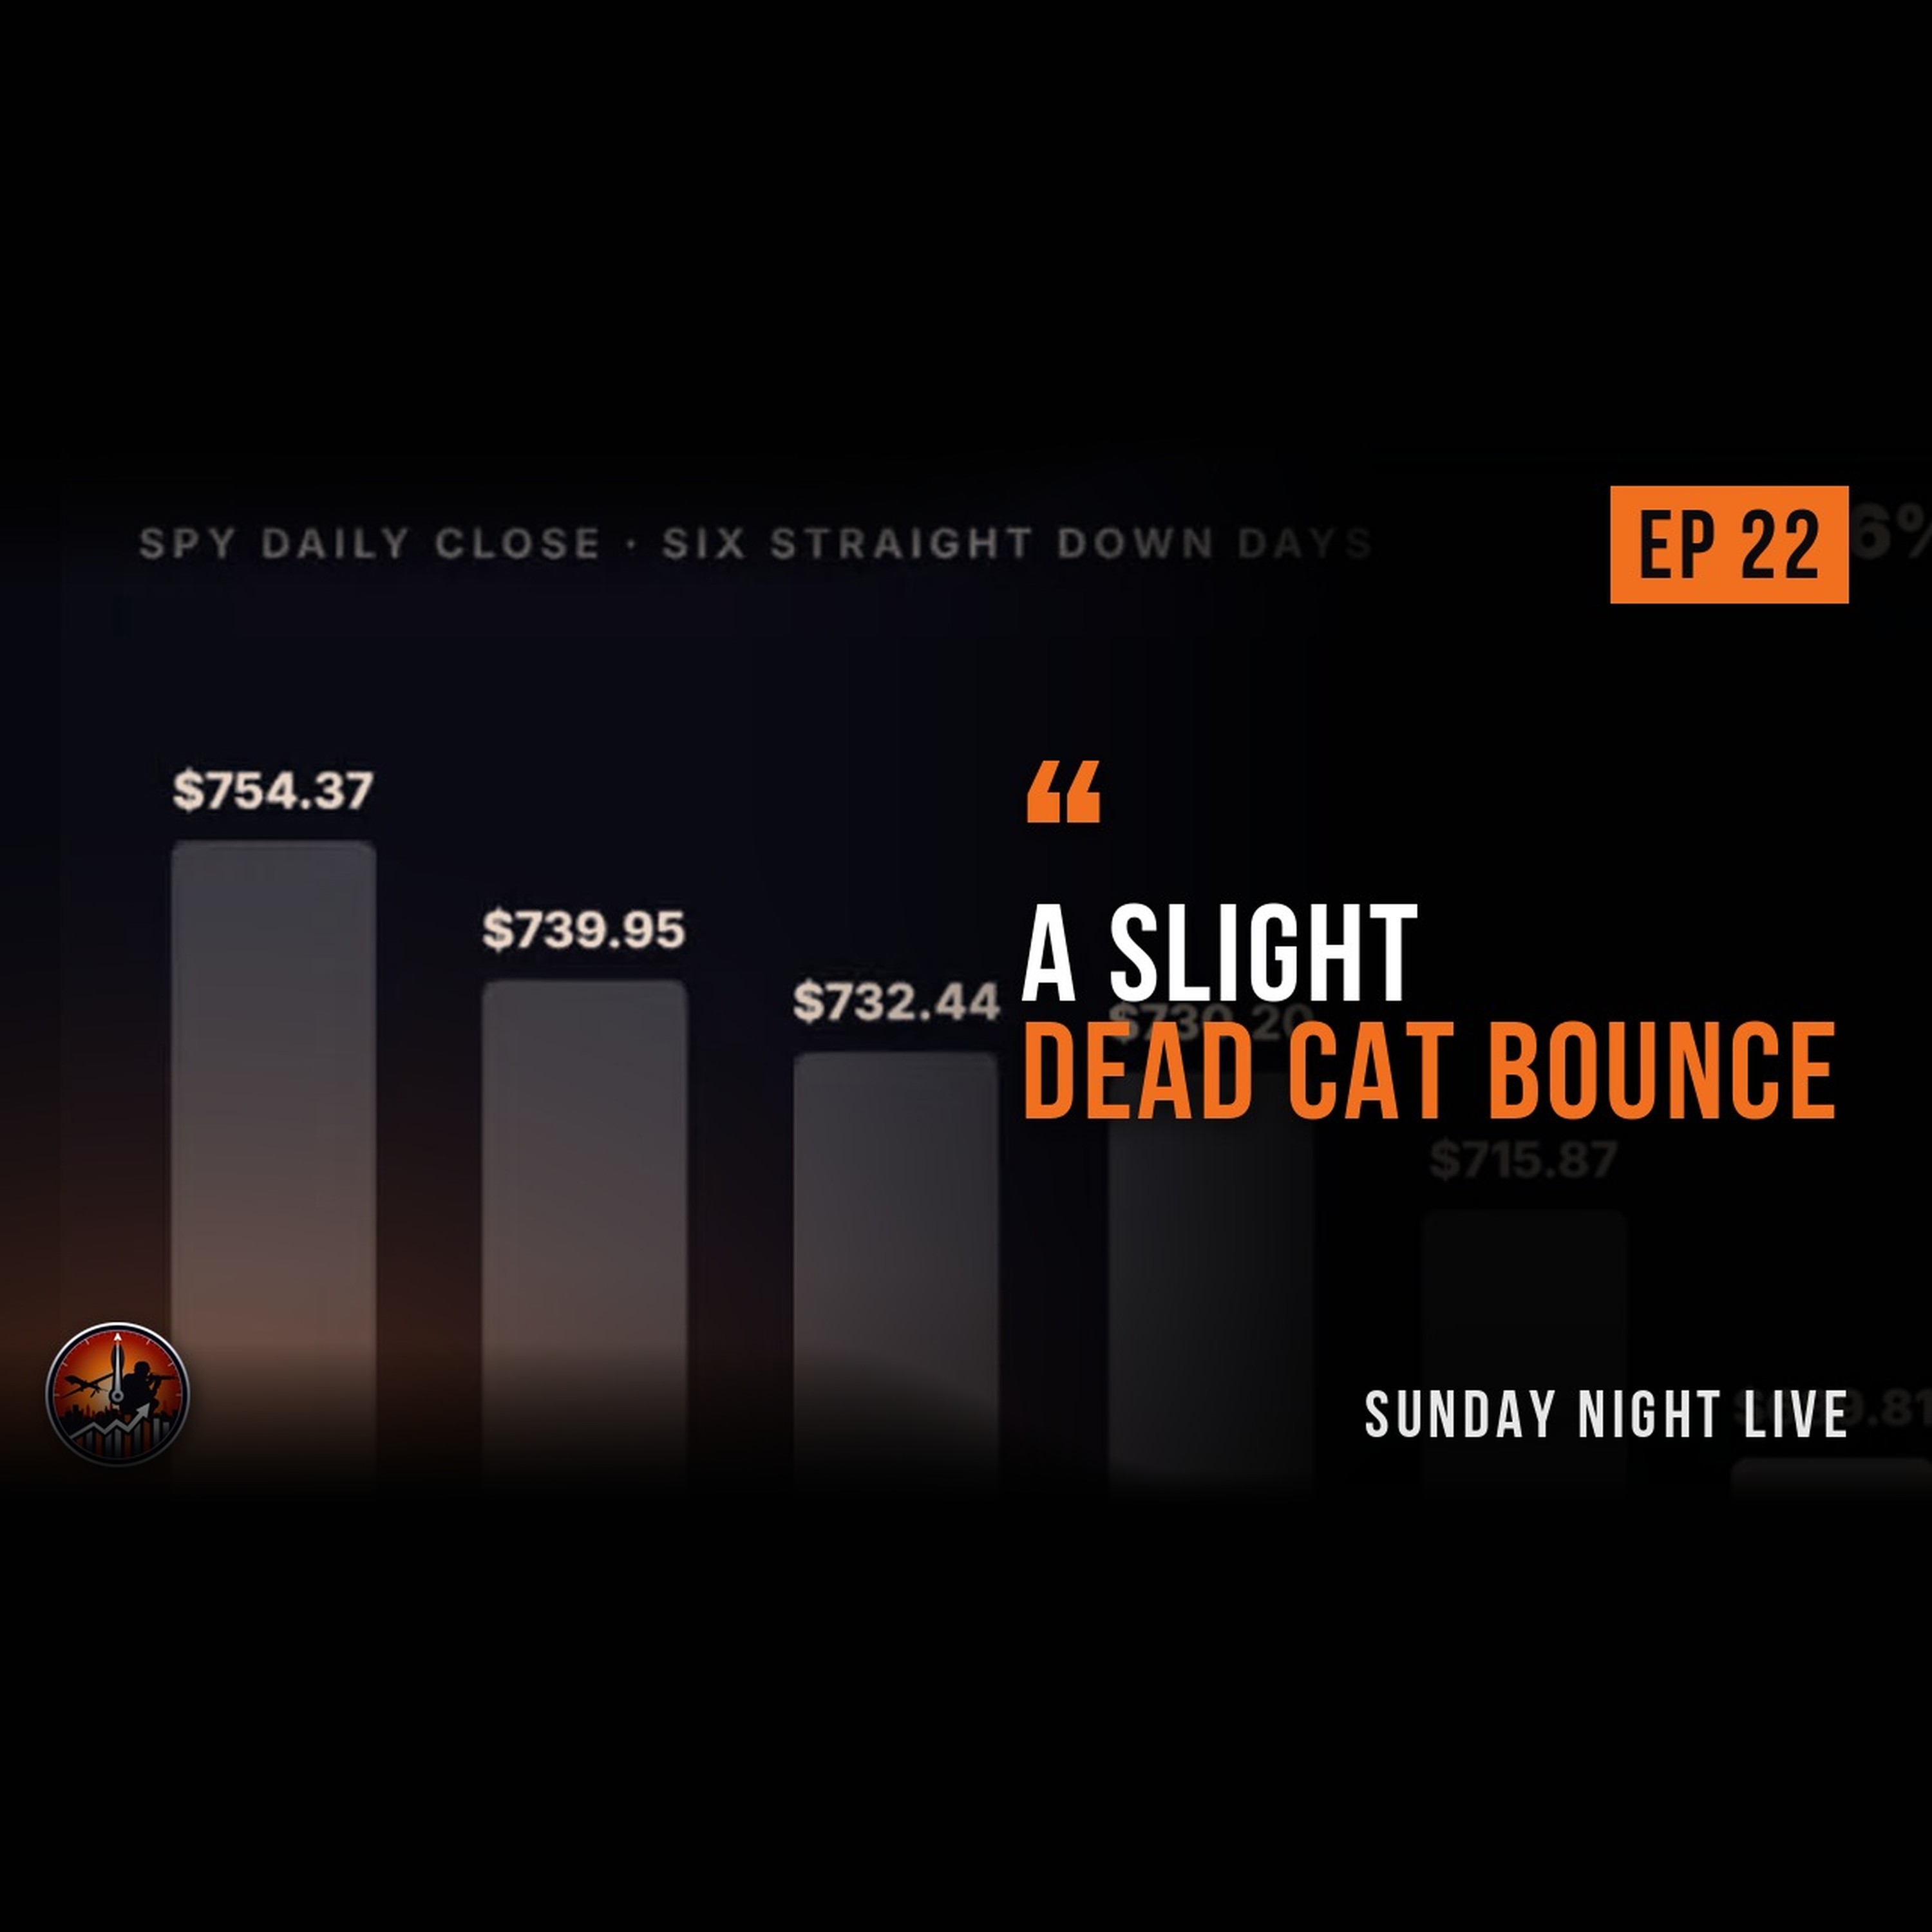 SPY DAILY CLOSE · SIX STRAIGHT DOWN DAYS
EP 22
6%
$754.37
$739.95
$732.44
“
A SLIGHT
DEAD CAT BOUNCE
$715.87
SUNDAY NIGHT LIVE